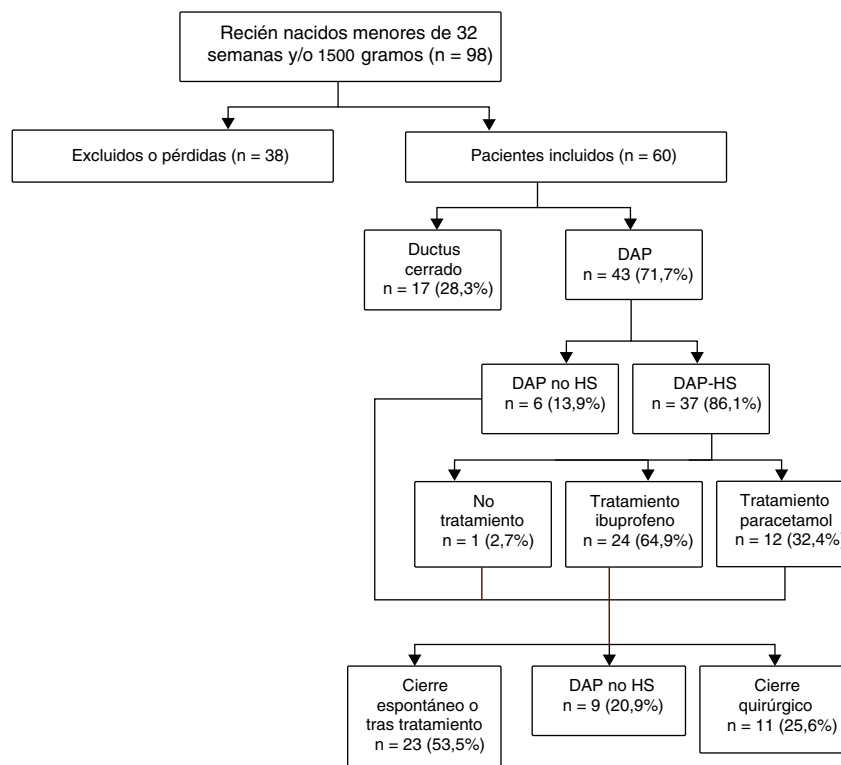 Recién nacidos menores de 32
semanas y/o 1500 gramos (n = 98)
Excluidos o pérdidas (n = 38)
Pacientes incluidos (n = 60)
Ductus
cerrado
n = 17 (28,3%)
DAP
n = 43 (71,7%)
DAP no HS
n = 6 (13,9%)
DAP-HS
n = 37 (86,1%)
No
tratamiento
n = 1 (2,7%)
Tratamiento
ibuprofeno
n = 24 (64,9%)
Tratamiento
paracetamol
n = 12 (32,4%)
Cierre
espontáneo o
tras tratamiento
n = 23 (53,5%)
DAP no HS
n = 9 (20,9%)
Cierre
quirúrgico
n = 11 (25,6%)